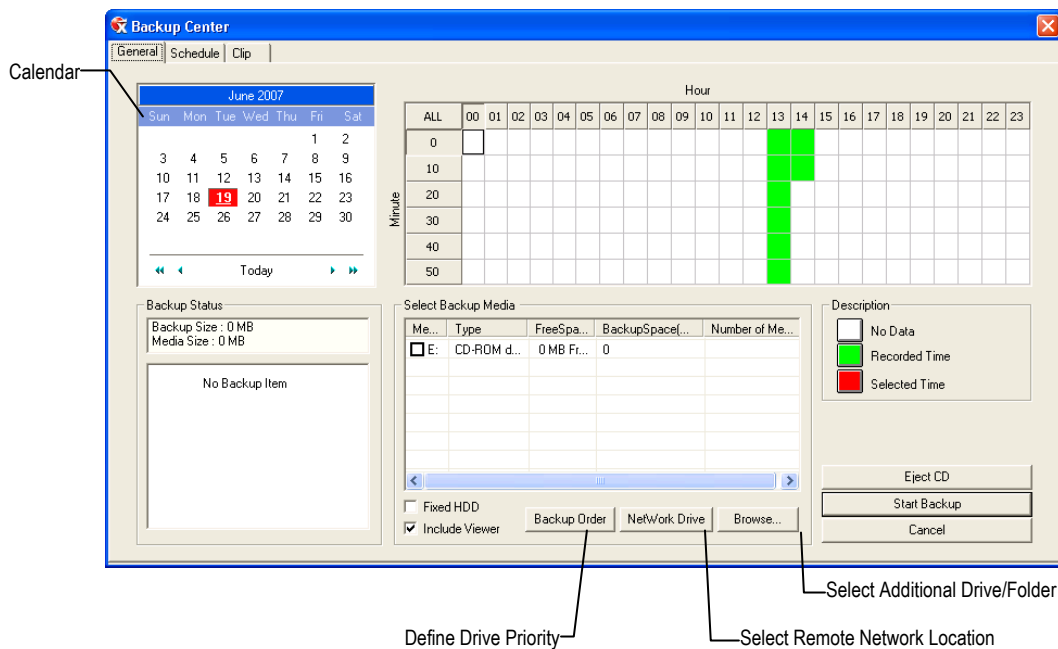 Backup Center
General Schedule Clip
Calendar
June 2007
Sun Mon Tue Wed Thu Fri Sat
1 2
3 4 5 6 7 8 9
10 11 12 13 14 15 16
17 18 19 20 21 22 23
24 25 26 27 28 29 30
Today
Hour
ALL 00 01 02 03 04 05 06 07 08 09 10 11 12 13 14 15 16 17 18 19 20 21 22 23
Minute
0
10
20
30
40
50
Backup Status
Backup Size : 0 MB
Media Size : 0 MB
No Backup Item
Select Backup Media
Me... Type FreeSpa... BackupSpace(... Number of Me...
E: CD-ROM d... 0 MB Fr... 0
Fixed HDD
Include Viewer
Backup Order NetWork Drive Browse...
Description
No Data
Recorded Time
Selected Time
Eject CD
Start Backup
Cancel
Select Additional Drive/Folder
Define Drive Priority
Select Remote Network Location